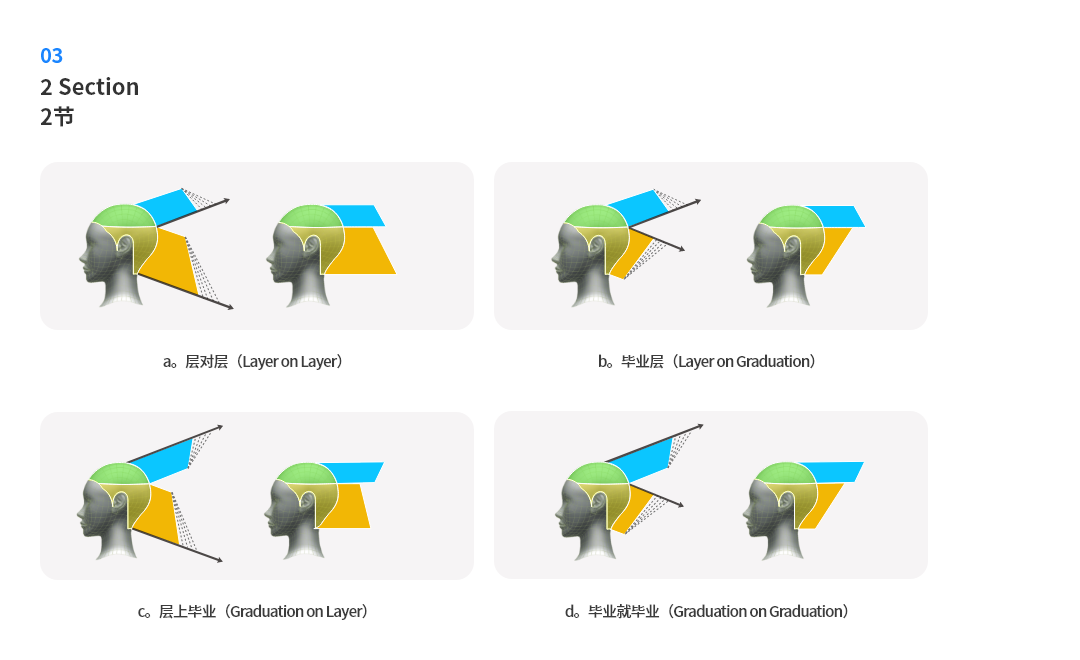 03
2 Section
2节
a。层对层（Layer on Layer）
b。毕业层（Layer on Graduation）
c。层上毕业（Graduation on Layer）
d。毕业就毕业（Graduation on Graduation）